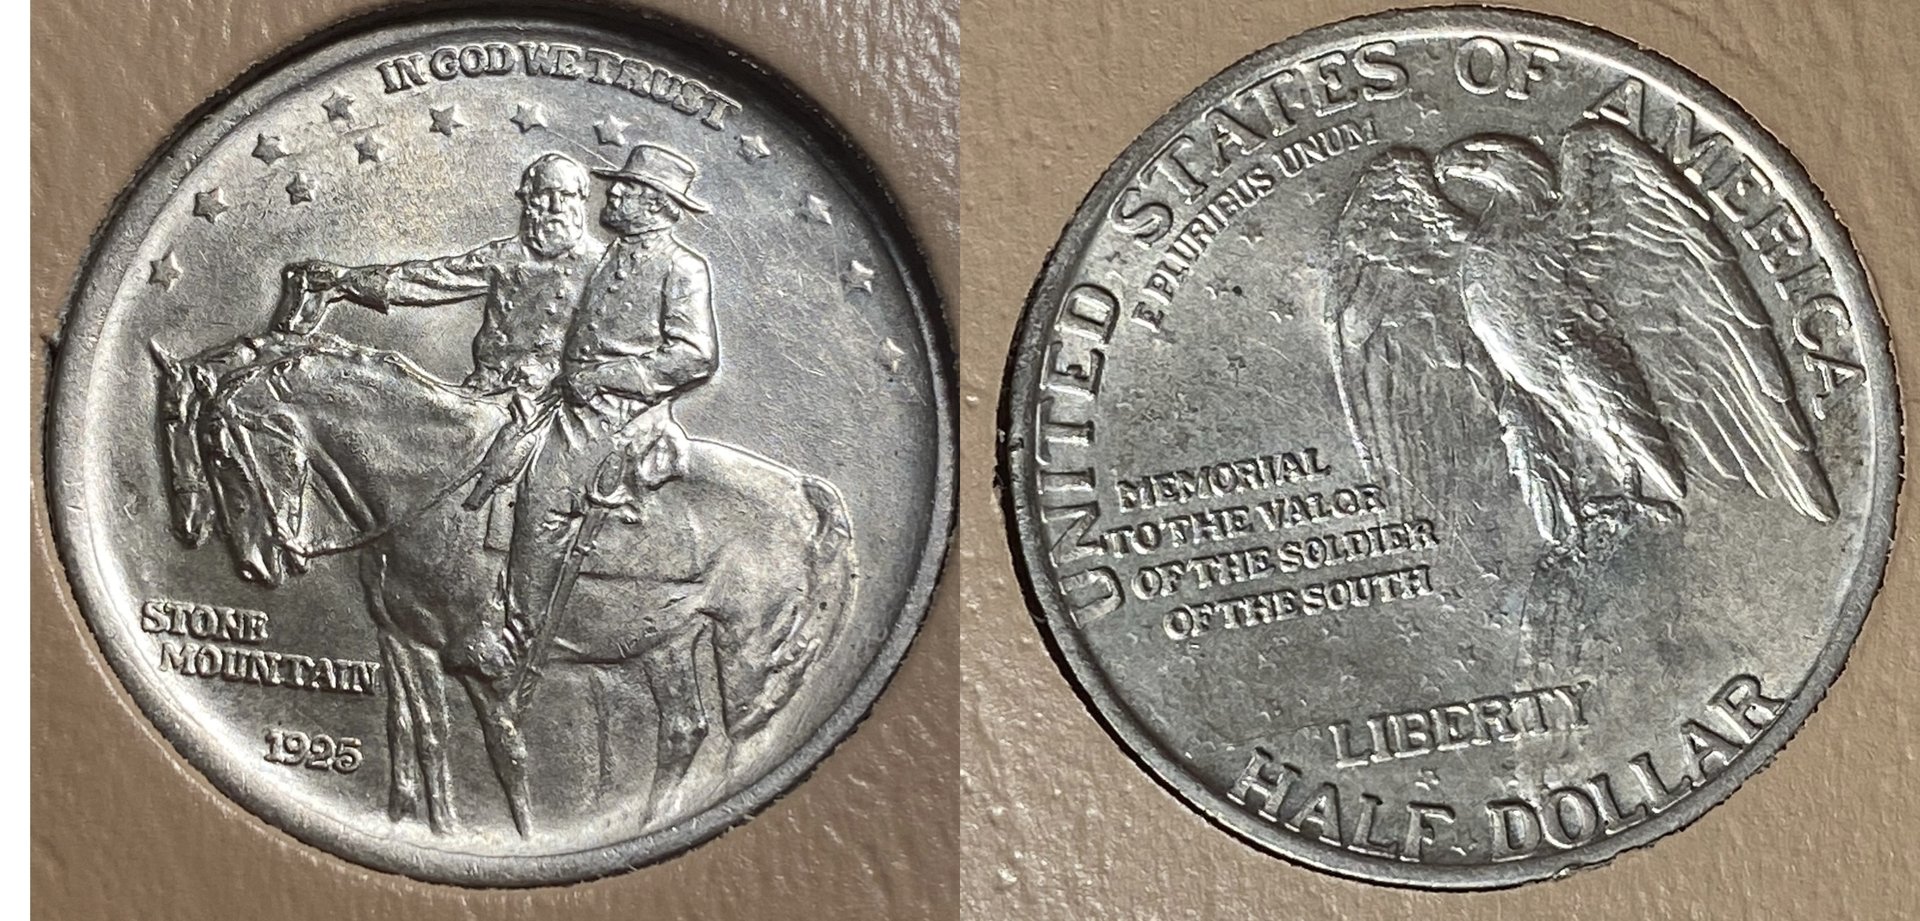 IN GOD WE TRUST
STONE
MOUNTAIN
1925
UNITED STATES OF AMERICA
E PLURIBUS UNUM
MEMORIAL
TO THE VALOR
OF THE SOLDIER
OF THE SOUTH
LIBERTY
HALF DOLLAR